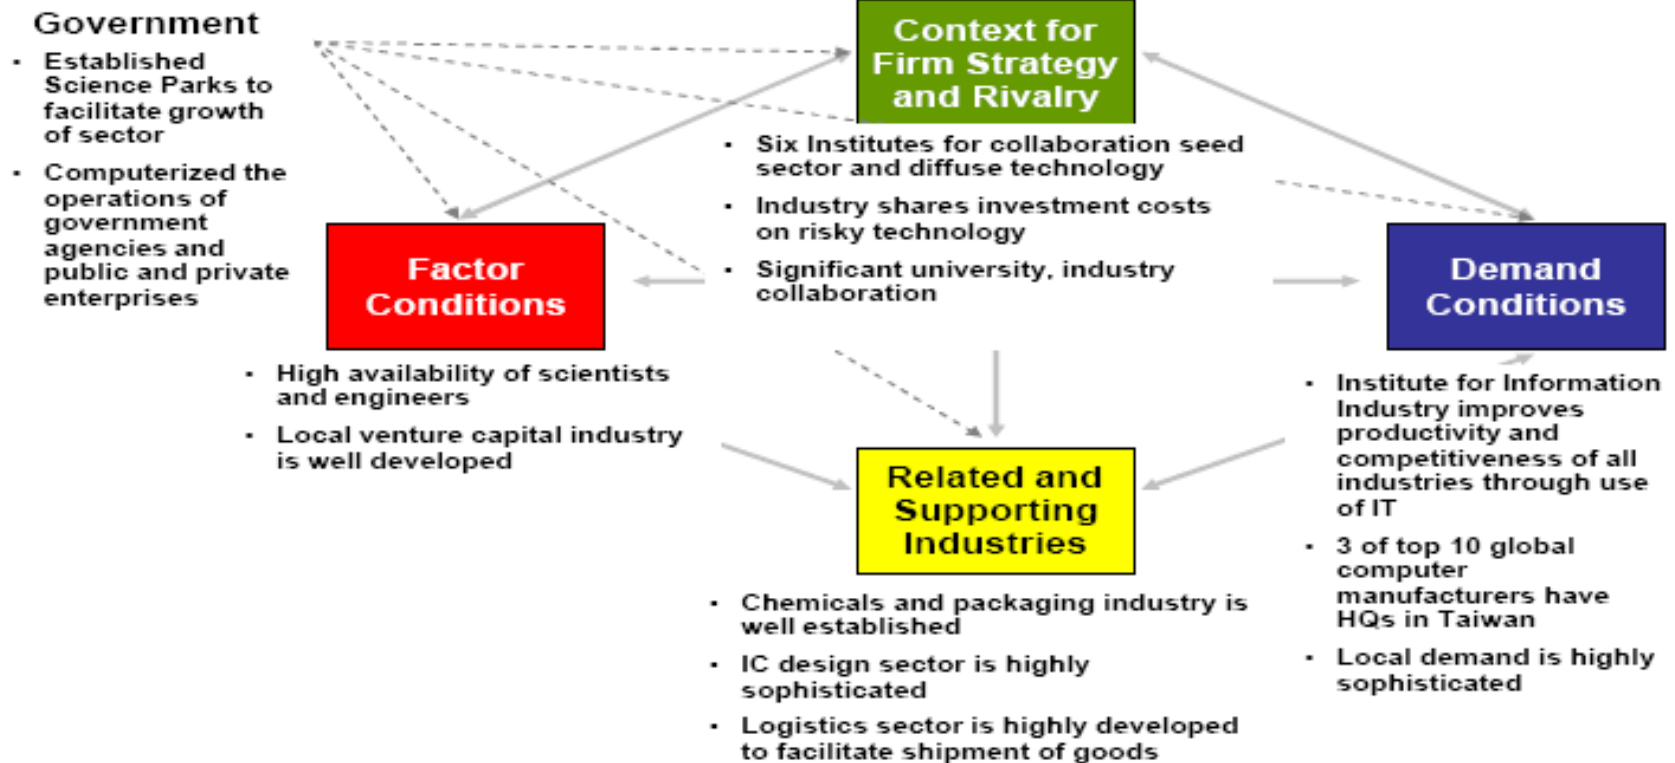 Government
▪ Established
Science Parks to
facilitate growth
of sector
▪ Computerized the
operations of
government
agencies and
public and private
enterprises
Context for
Firm Strategy
and Rivalry
▪ Six Institutes for collaboration seed
sector and diffuse technology
▪ Industry shares investment costs
on risky technology
▪ Significant university, industry
collaboration
Factor
Conditions
▪ High availability of scientists
and engineers
▪ Local venture capital industry
is well developed
Demand
Conditions
▪ Institute for Information
Industry improves
productivity and
competitiveness of all
industries through use
of IT
▪ 3 of top 10 global
computer
manufacturers have
HQs in Taiwan
▪ Local demand is highly
sophisticated
Related and
Supporting
Industries
▪ Chemicals and packaging industry is
well established
▪ IC design sector is highly
sophisticated
▪ Logistics sector is highly developed
to facilitate shipment of goods